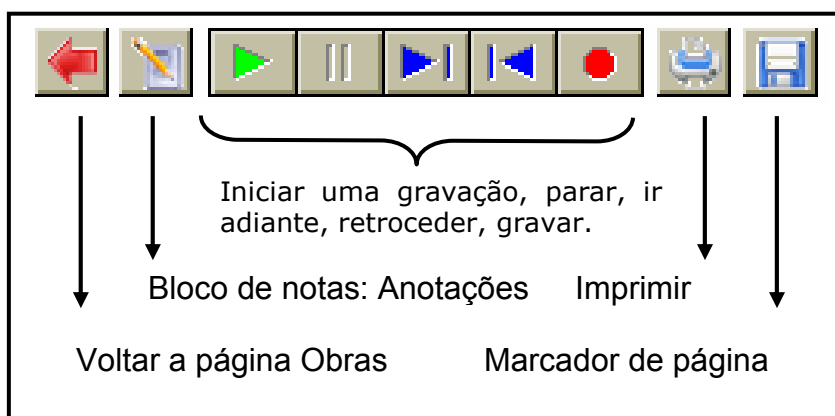 Iniciar uma gravação, parar, ir
adiante, retroceder, gravar.
Bloco de notas: Anotações Imprimir
Voltar a página Obras Marcador de página